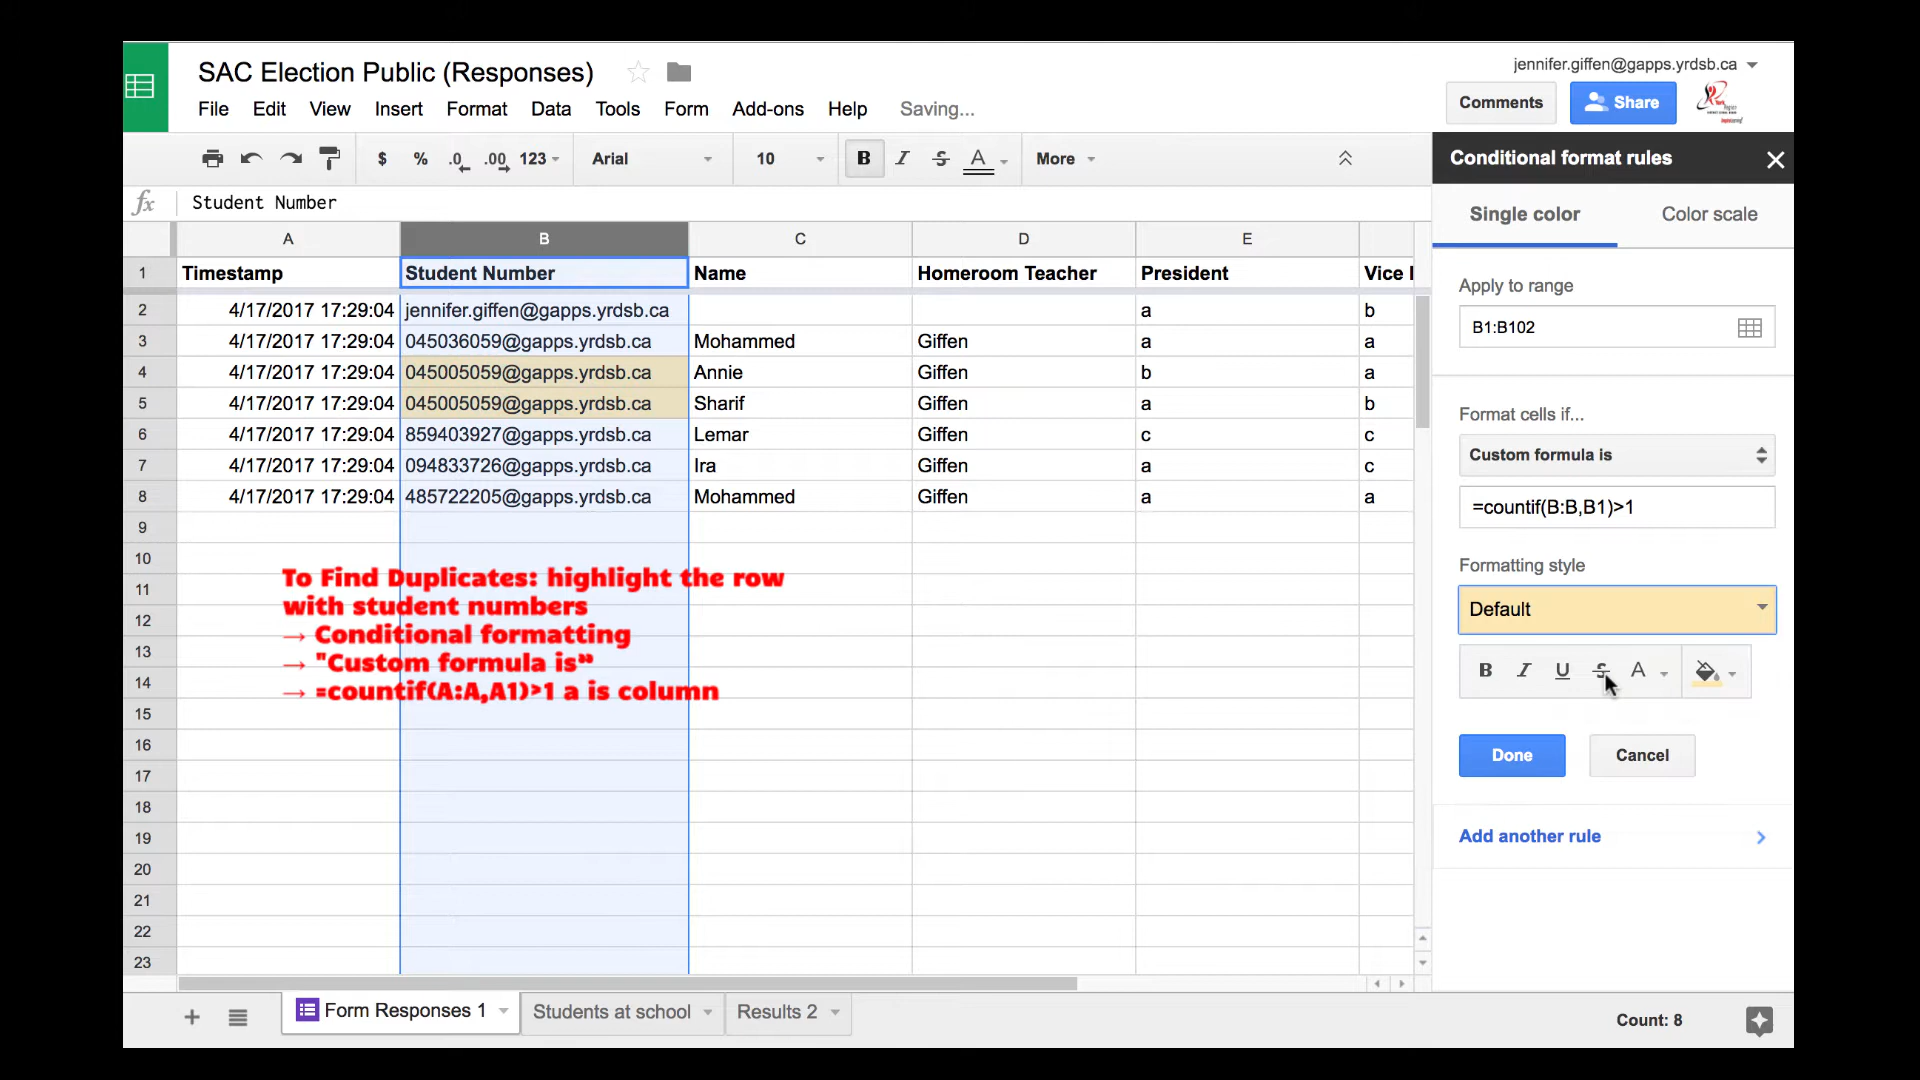 SAC Election Public (Responses)
jennifer.giffen@gapps.yrdsb.ca
File Edit View Insert Format Data Tools Form Add-ons Help Saving...
Comments Share
$ % .0 .00 123 Arial 10 B I S A More
Conditional format rules
fx Student Number
Single color Color scale
A B C D E
1 Timestamp Student Number Name Homeroom Teacher President Vice
2 4/17/2017 17:29:04 jennifer.giffen@gapps.yrdsb.ca a b
3 4/17/2017 17:29:04 045036059@gapps.yrdsb.ca Mohammed Giffen a a
4 4/17/2017 17:29:04 045005059@gapps.yrdsb.ca Annie Giffen b a
5 4/17/2017 17:29:04 045005059@gapps.yrdsb.ca Sharif Giffen a b
6 4/17/2017 17:29:04 859403927@gapps.yrdsb.ca Lemar Giffen c c
7 4/17/2017 17:29:04 094833726@gapps.yrdsb.ca Ira Giffen a c
8 4/17/2017 17:29:04 485722205@gapps.yrdsb.ca Mohammed Giffen a a
9
10
11
12
13
14
15
16
17
18
19
20
21
22
23
To Find Duplicates: highlight the row
with student numbers
→ Conditional formatting
→ "Custom formula is”
→ =countif(A:A,A1)>1 a is column
Apply to range
B1:B102
Format cells if...
Custom formula is
=countif(B:B,B1)>1
Formatting style
Default
B I U S A
Done Cancel
Add another rule
Form Responses 1 Students at school Results 2
Count: 8